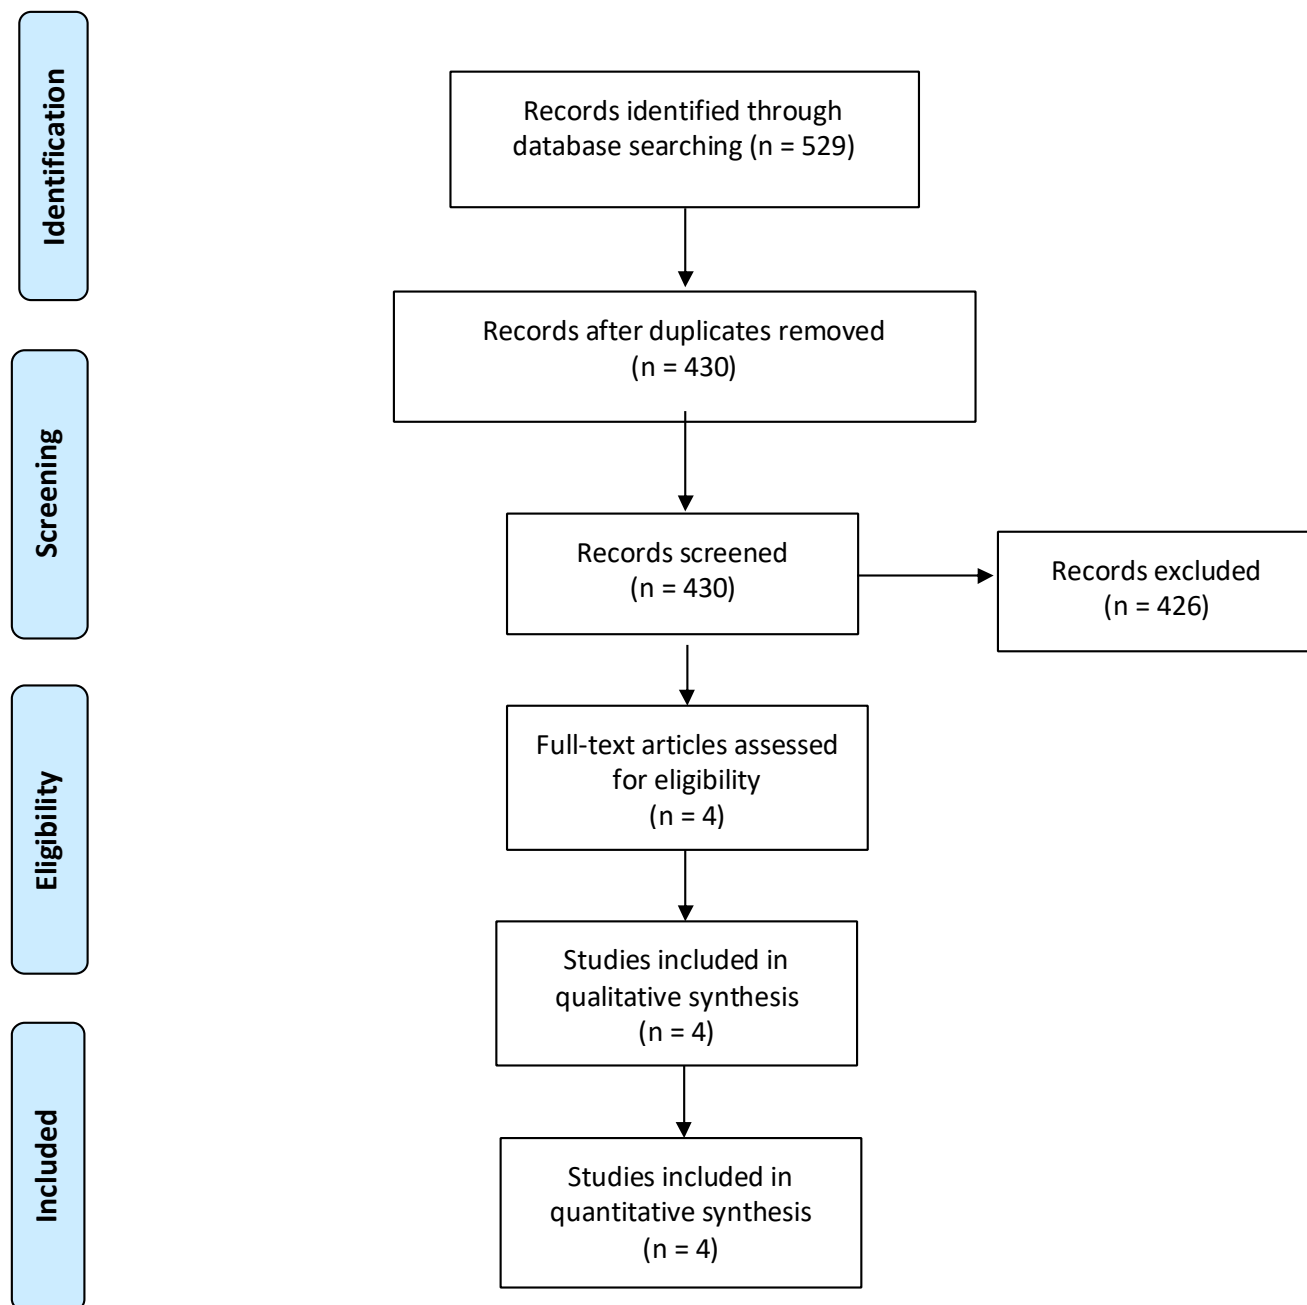 Identification
Records identified through
database searching (n = 529)
Records after duplicates removed
(n = 430)
Screening
Records screened
(n = 430)
Records excluded
(n = 426)
Eligibility
Full-text articles assessed
for eligibility
(n = 4)
Studies included in
qualitative synthesis
(n = 4)
Included
Studies included in
quantitative synthesis
(n = 4)